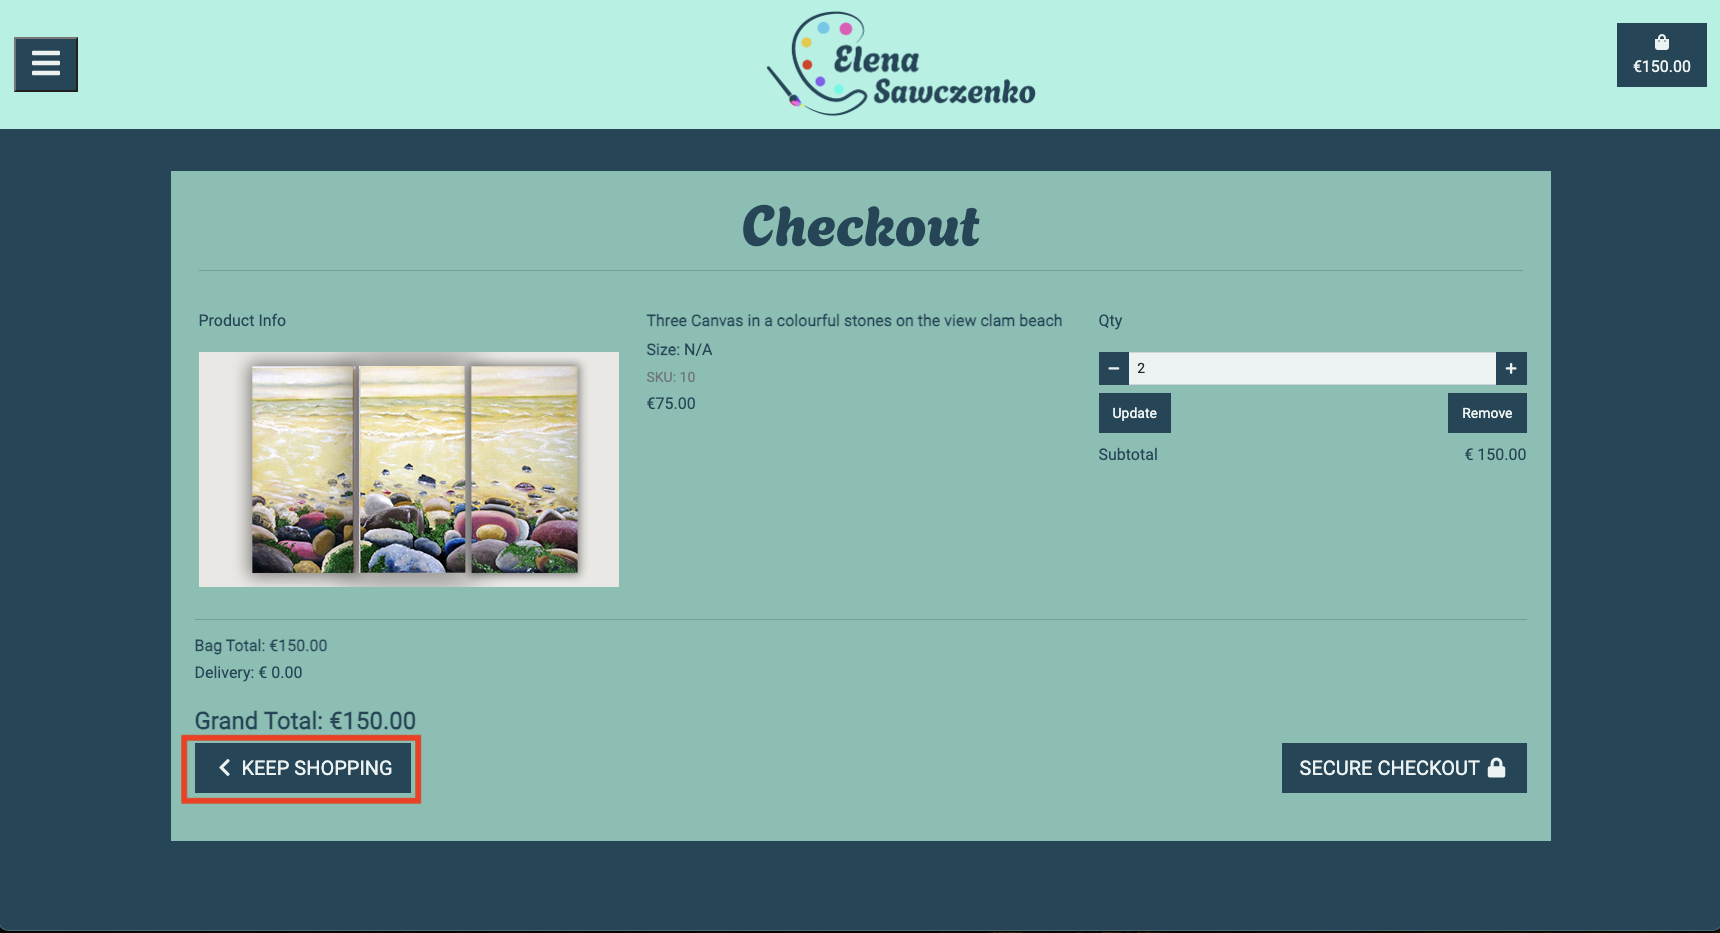 Elena
Sawczenko
€150.00
Checkout
Product Info
Three Canvas in a colourful stones on the view clam beach
Size: N/A
SKU: 10
€75.00
Qty
2
Update
Remove
Subtotal
€ 150.00
Bag Total: €150.00
Delivery: € 0.00
Grand Total: €150.00
KEEP SHOPPING
SECURE CHECKOUT